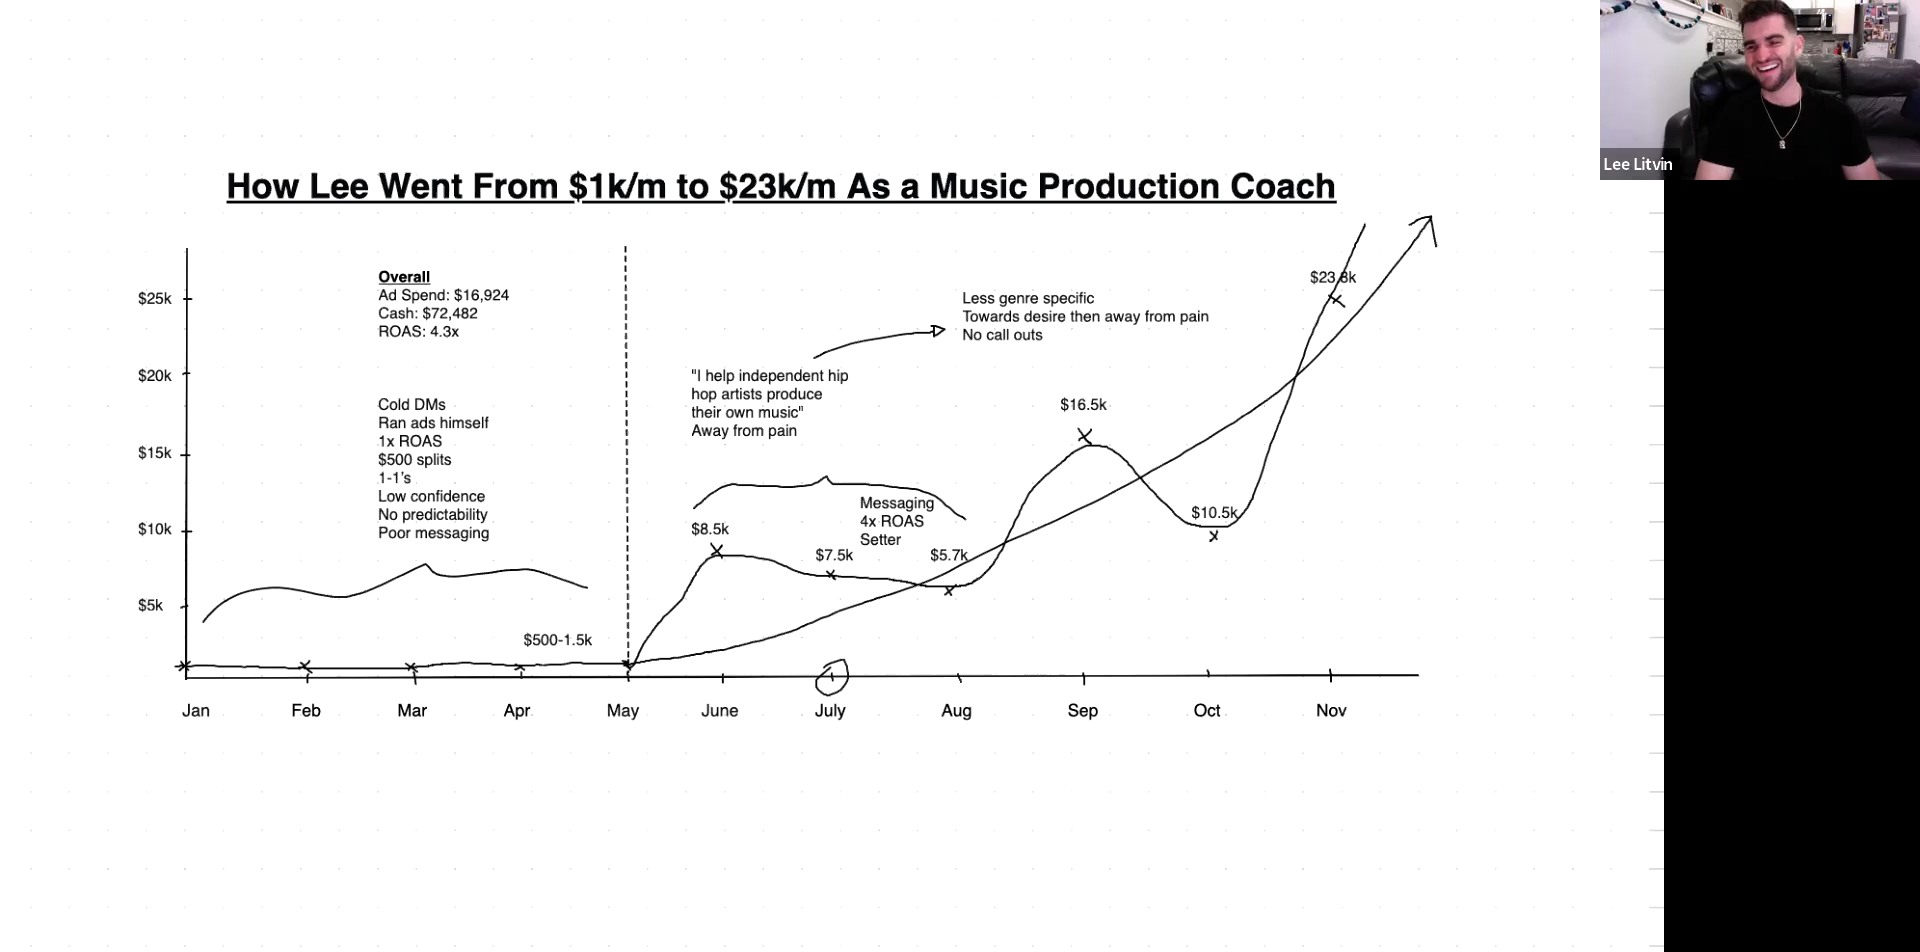 Lee Litvin
How Lee Went From $1k/m to $23k/m As a Music Production Coach
$25k
$20k
$15k
$10k
$5k
Overall
Ad Spend: $16,924
Cash: $72,482
ROAS: 4.3x
Cold DMs
Ran ads himself
1x ROAS
$500 splits
1-1's
Low confidence
No predictability
Poor messaging
$500-1.5k
"I help independent hip
hop artists produce
their own music"
Away from pain
Less genre specific
Towards desire then away from pain
No call outs
Messaging
4x ROAS
Setter
$8.5k
$7.5k
$5.7k
$16.5k
$10.5k
$23.8k
Jan Feb Mar Apr May June July Aug Sep Oct Nov